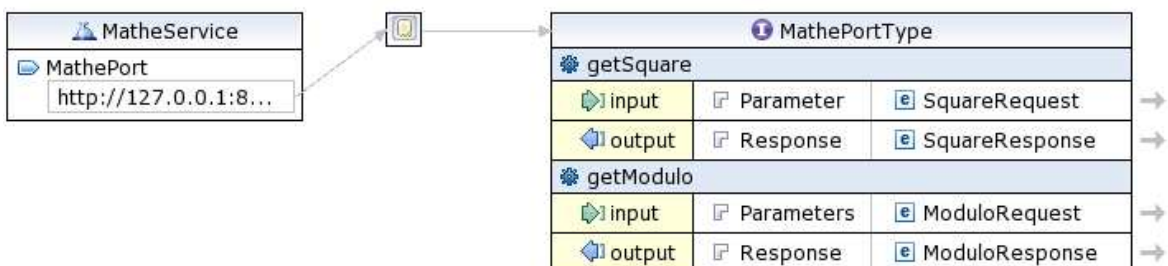 MatheService
MathePort
http://127.0.0.1:8...
MathePortType
getSquare
input Parameter SquareRequest
output Response SquareResponse
getModulo
input Parameters ModuloRequest
output Response ModuloResponse